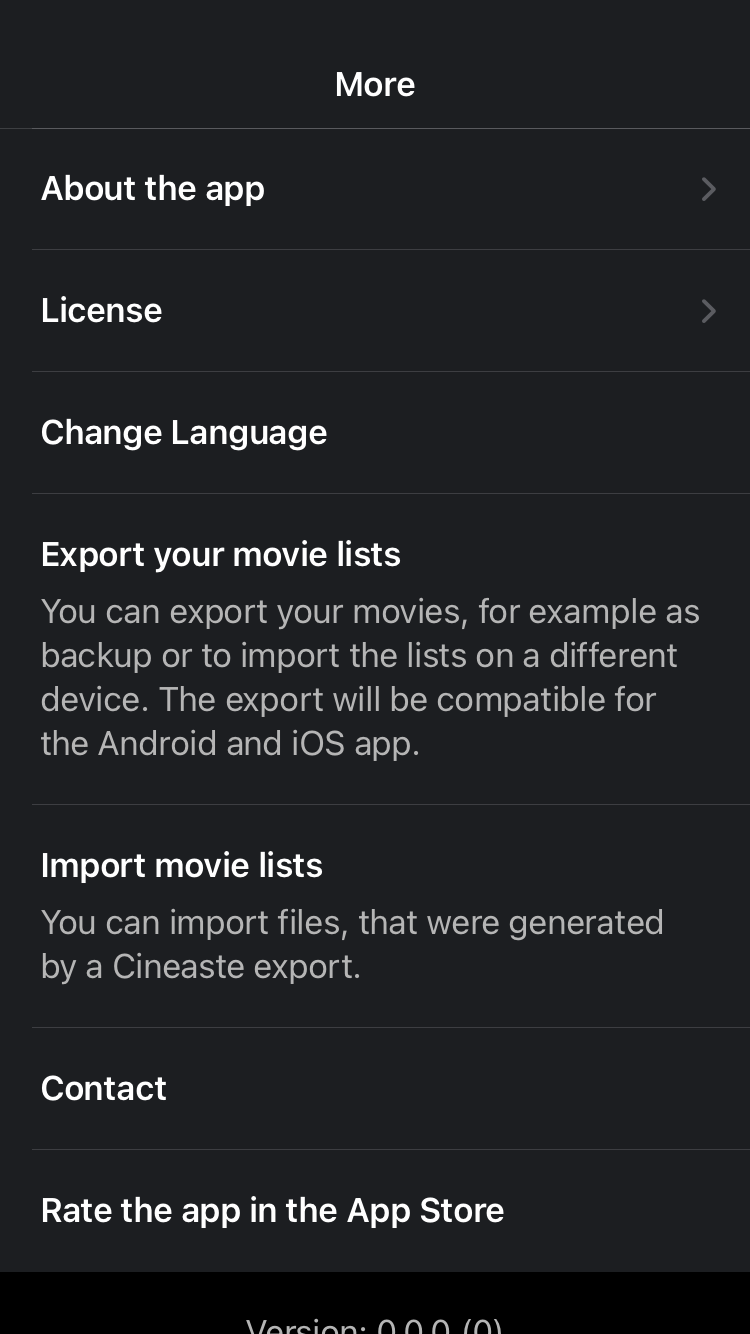 More
About the app
License
Change Language
Export your movie lists
You can export your movies, for example as
backup or to import the lists on a different
device. The export will be compatible for
the Android and iOS app.
Import movie lists
You can import files, that were generated
by a Cineaste export.
Contact
Rate the app in the App Store
Version: 0.0.0 (0)